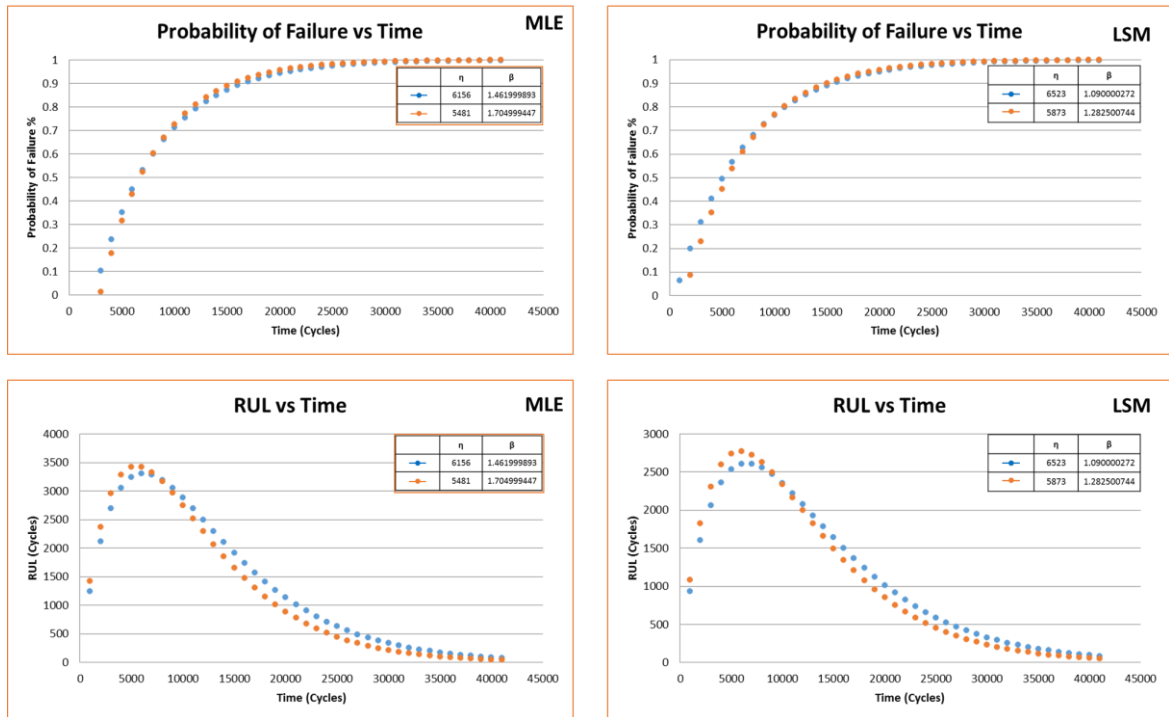 Probability of Failure vs Time
MLE
Probability of Failure %
1
0.9
0.8
0.7
0.6
0.5
0.4
0.3
0.2
0.1
0
η β
6156 1.461999893
5481 1.704999447
0 5000 10000 15000 20000 25000 30000 35000 40000 45000
Time (Cycles)
Probability of Failure vs Time
LSM
Probability of Failure %
1
0.9
0.8
0.7
0.6
0.5
0.4
0.3
0.2
0.1
0
η β
6523 1.090000272
5873 1.282500744
0 5000 10000 15000 20000 25000 30000 35000 40000 45000
Time (Cycles)
RUL vs Time
MLE
RUL (Cycles)
4000
3500
3000
2500
2000
1500
1000
500
0
η β
6156 1.461999893
5481 1.704999447
0 5000 10000 15000 20000 25000 30000 35000 40000 45000
Time (Cycles)
RUL vs Time
LSM
RUL (Cycles)
3000
2500
2000
1500
1000
500
0
η β
6523 1.090000272
5873 1.282500744
0 5000 10000 15000 20000 25000 30000 35000 40000 45000
Time (Cycles)